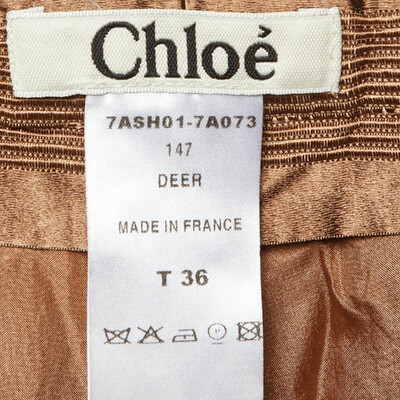 Chloé
7ASH01-7A073
147
DEER
MADE IN FRANCE
T 36